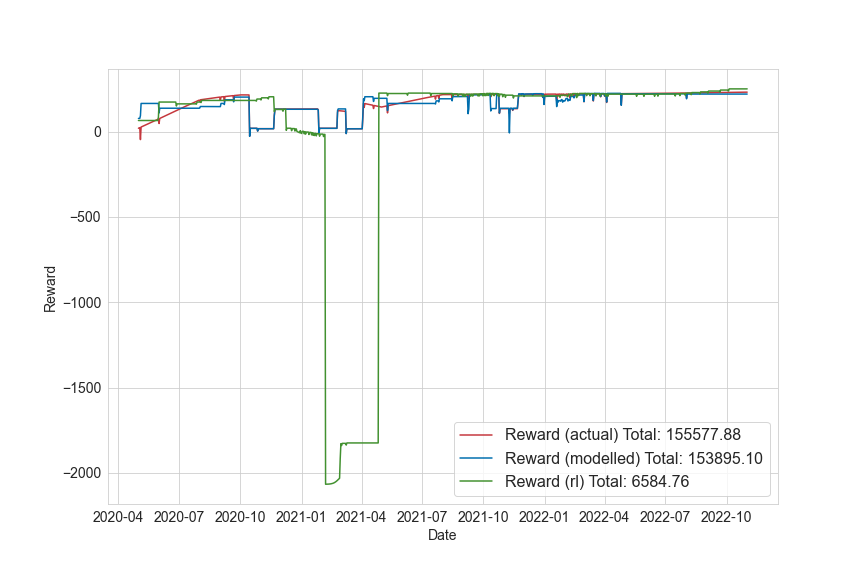 0
−500
−1000
−1500
−2000
Reward
Reward (actual) Total: 155577.88
Reward (modelled) Total: 153895.10
Reward (rl) Total: 6584.76
2020-04 2020-07 2020-10 2021-01 2021-04 2021-07 2021-10 2022-01 2022-04 2022-07 2022-10
Date